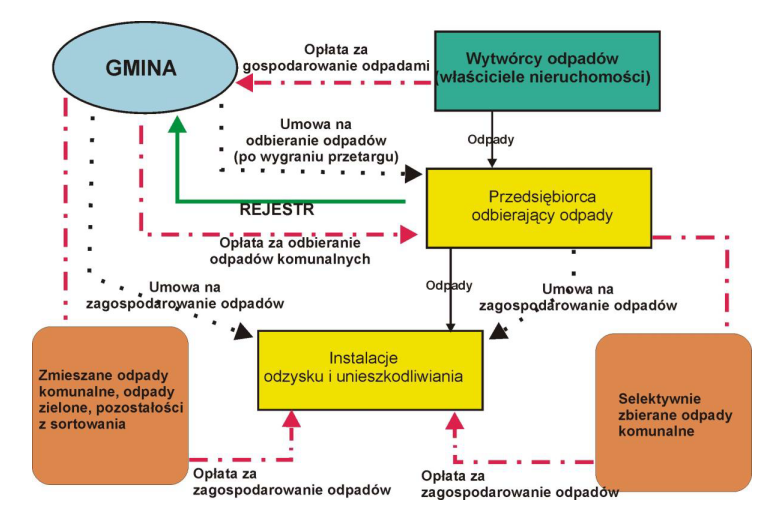 GMINA
Opłata za
gospodarowanie odpadami
Wytwórcy odpadów
(właściciele nieruchomości)
Umowa na
odbieranie odpadów
(po wygraniu przetargu)
Odpady
Przedsiębiorca
odbierający odpady
REJESTR
Opłata za odbieranie
odpadów komunalnych
Umowa na
zagospodarowanie odpadów
Odpady
Umowa na
zagospodarowanie odpadów
Instalacje
odzysku i unieszkodliwiania
Zmieszane odpady
komunalne, odpady
zielone, pozostałości
z sortowania
Selektywnie
zbierane odpady
komunalne
Opłata za
zagospodarowanie odpadów
Opłata za
zagospodarowanie odpadów